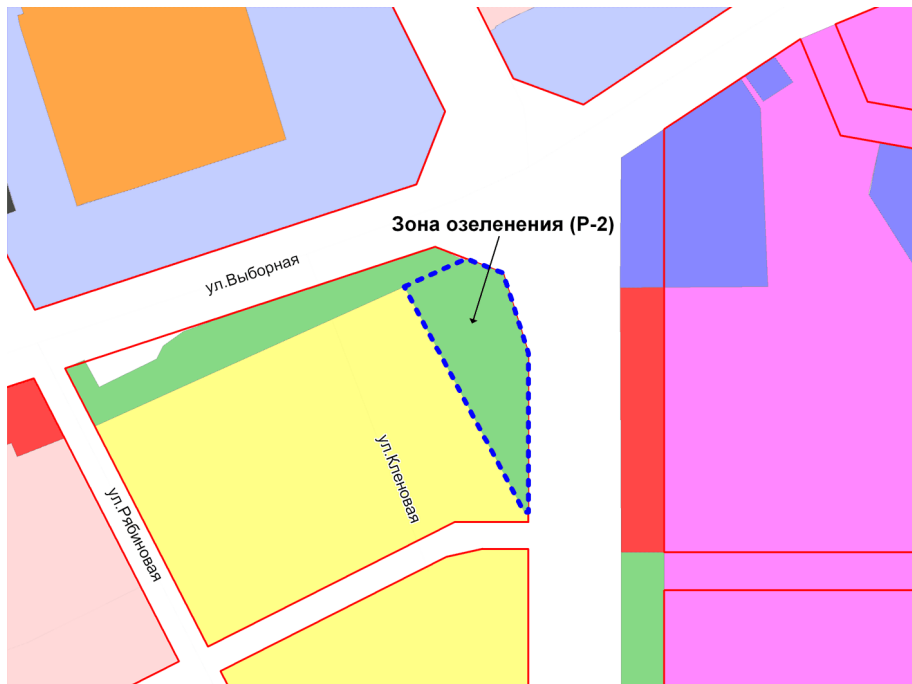 Зона озеленения (Р-2)
ул.Выборная
ул.Кленовая
ул.Рябиновая